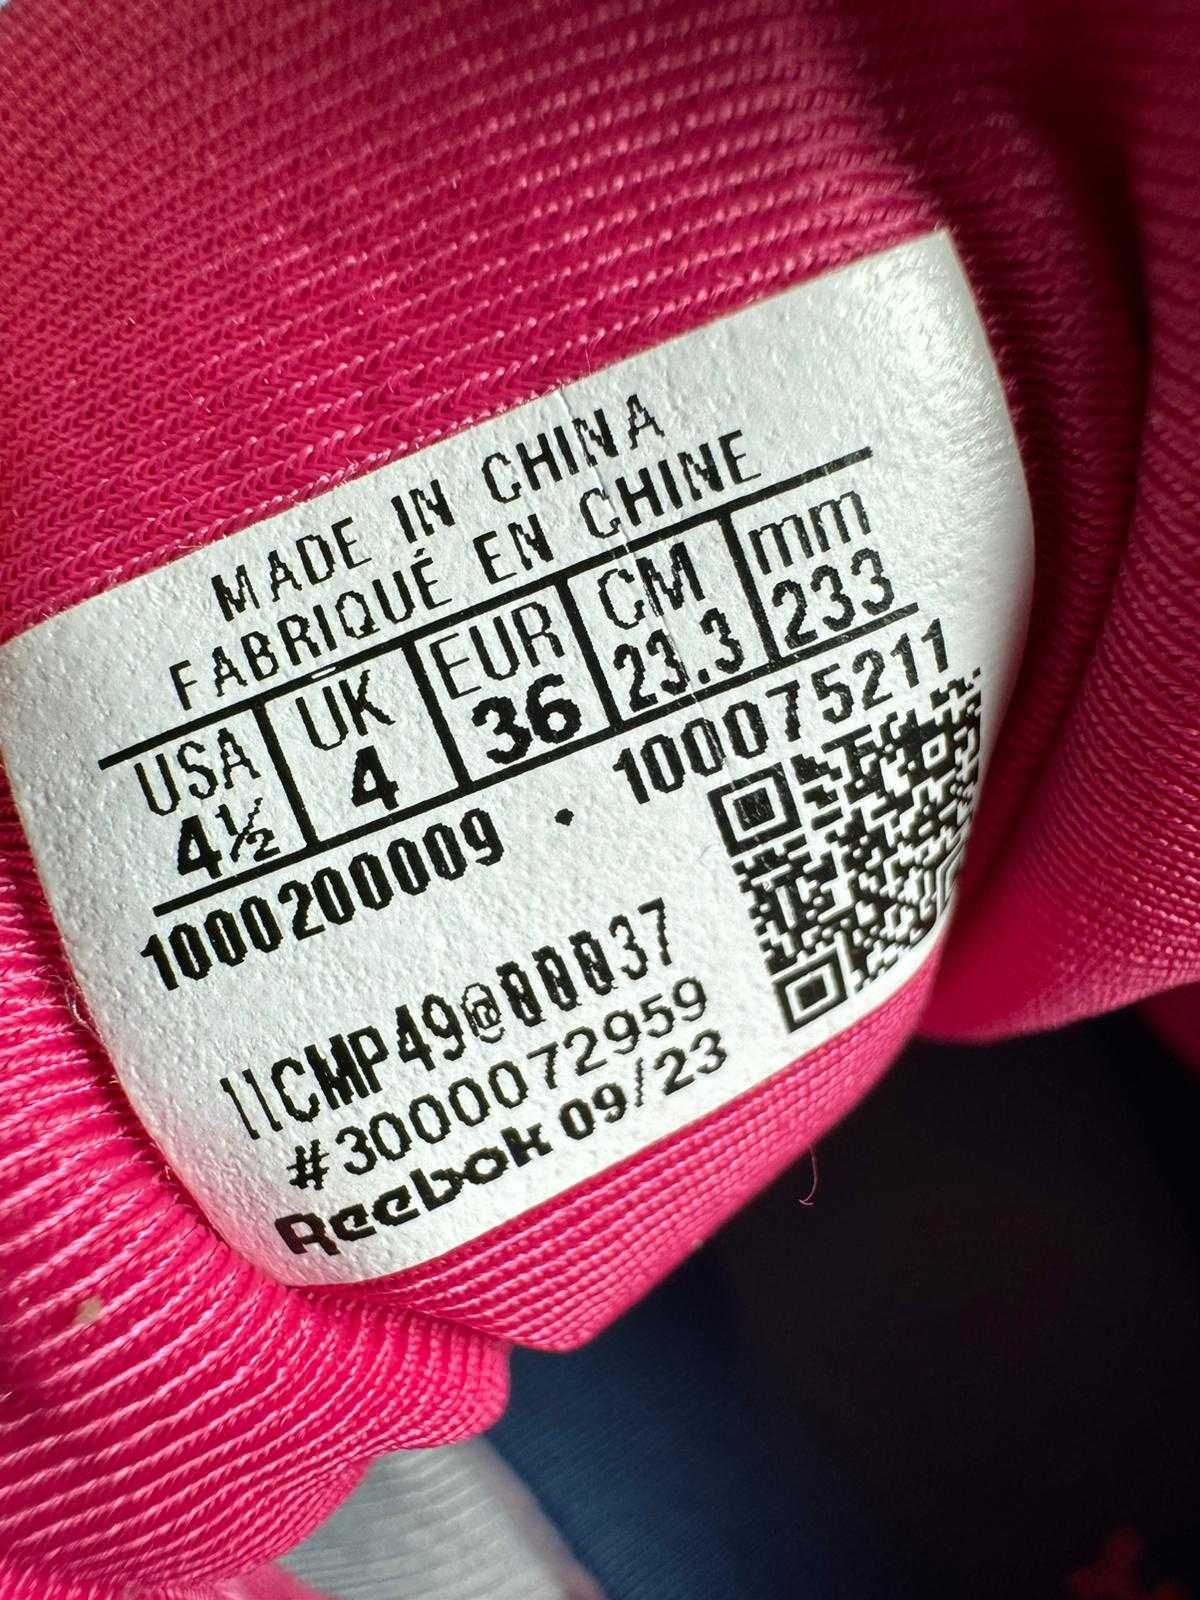 MADE IN CHINA
FABRIQUÉ EN CHINE
USA UK EUR CM mm
4½ 4 36 23.3 233
1000200009 · 100075211
#3000072959
Reebok 09/23